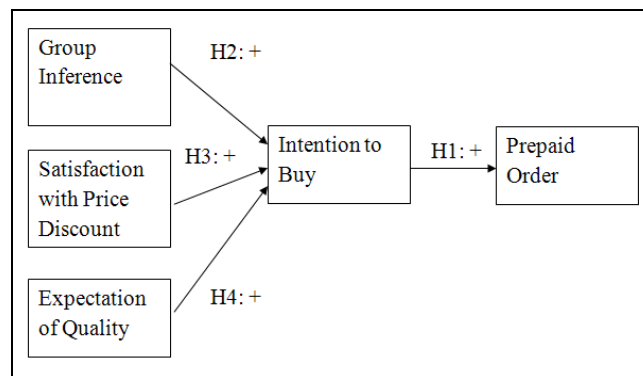 Group
Inference
H2: +
Satisfaction
with Price
Discount
H3: +
Expectation
of Quality
H4: +
Intention to
Buy
H1: +
Prepaid
Order